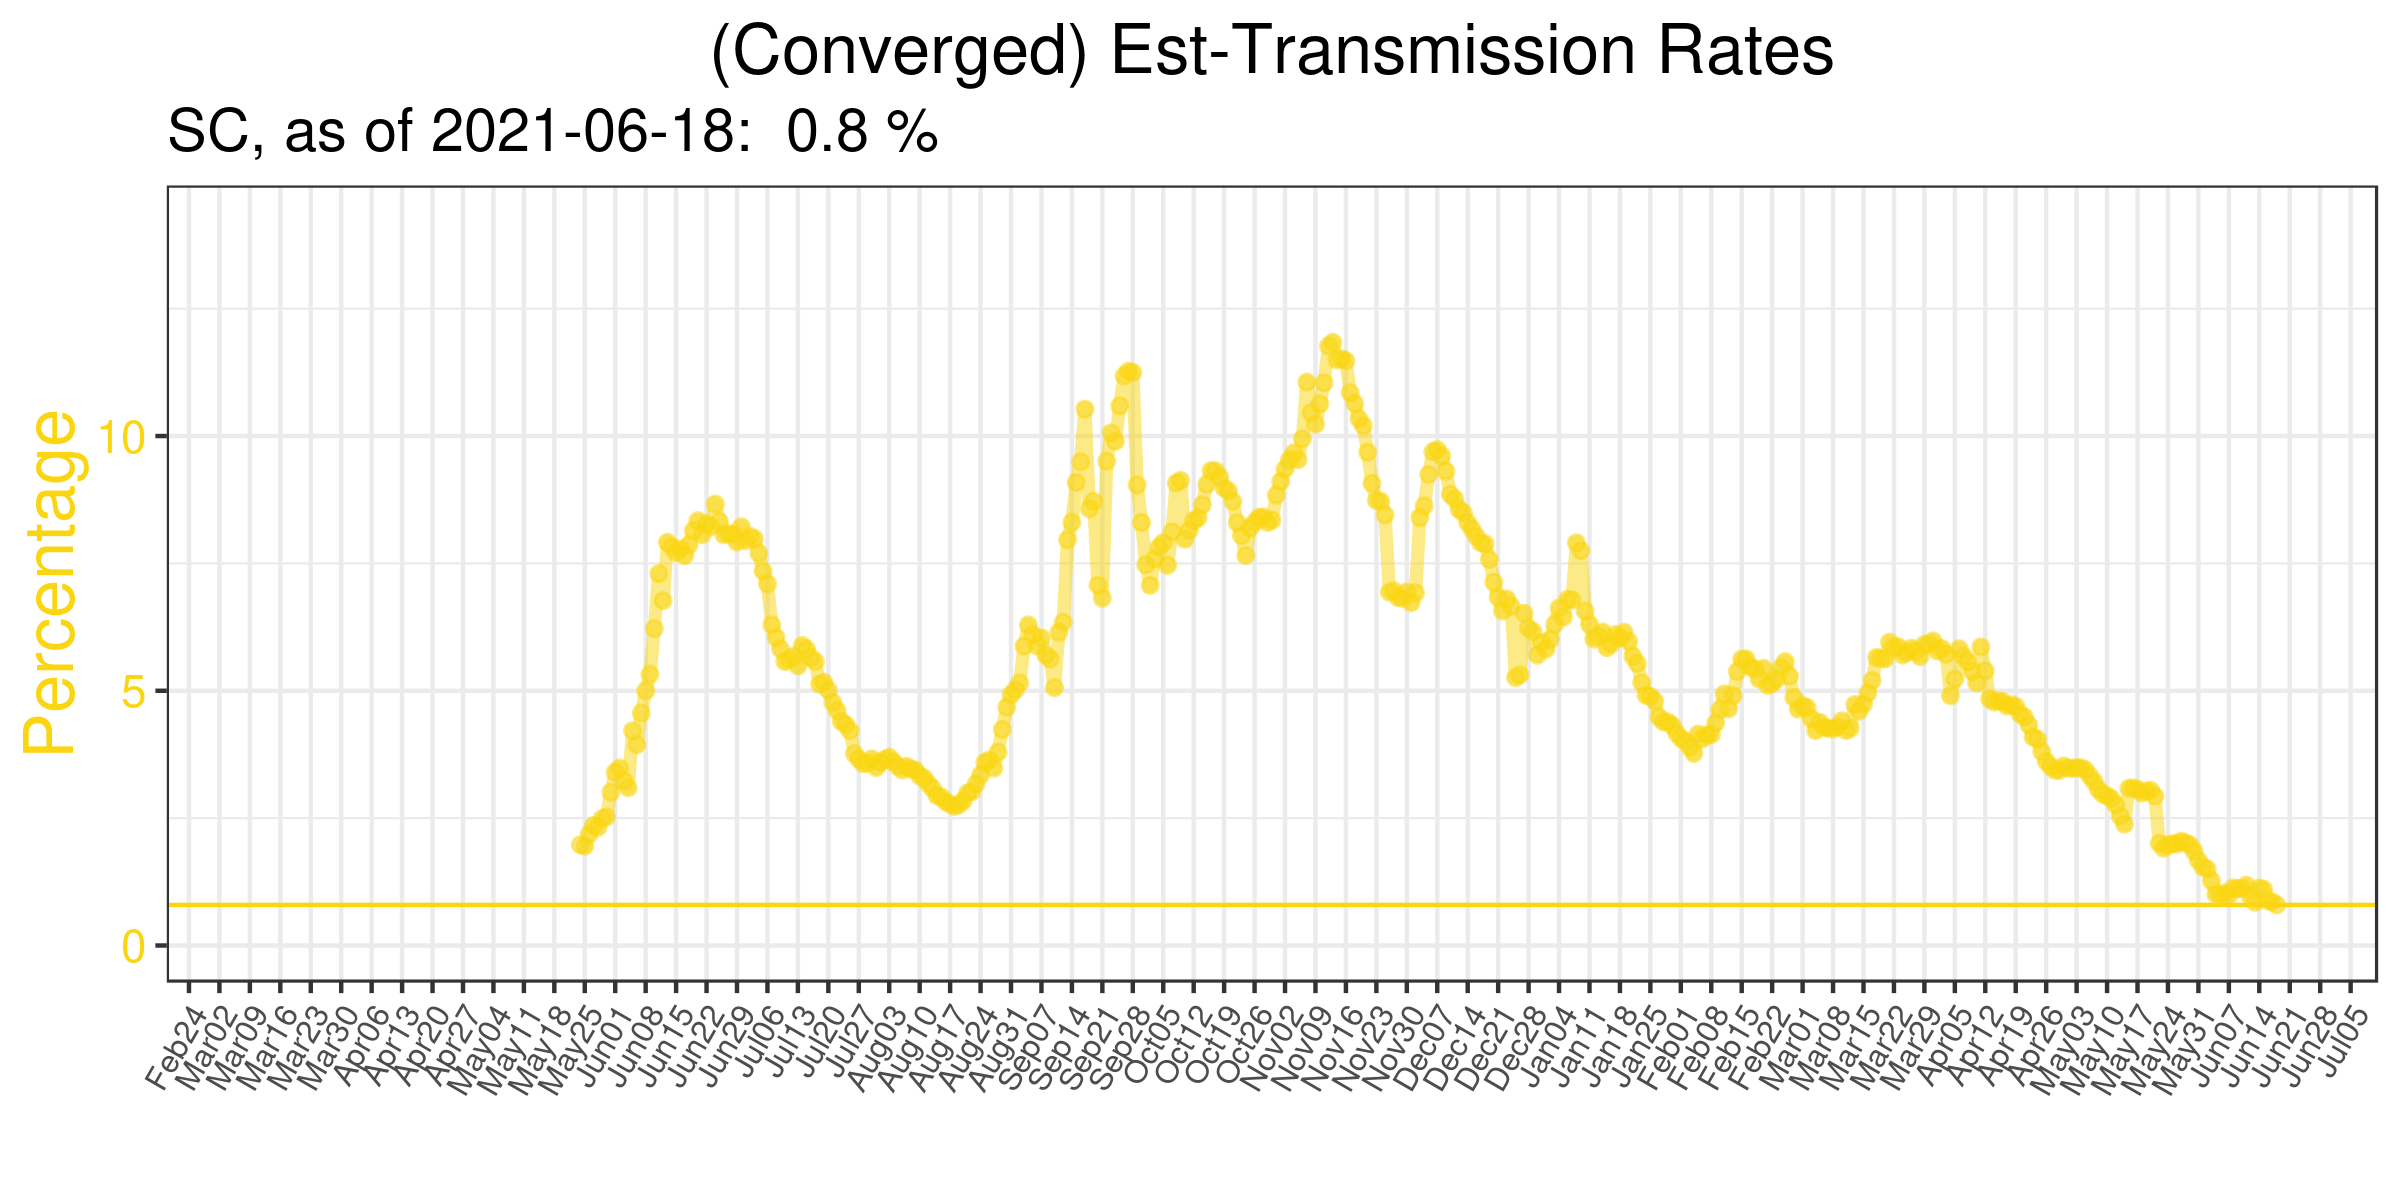 (Converged) Est-Transmission Rates
SC, as of 2021-06-18:  0.8 %
Percentage
10
5
0
Feb24
Mar02
Mar09
Mar16
Mar23
Mar30
Apr06
Apr13
Apr20
Apr27
May04
May11
May18
May25
Jun01
Jun08
Jun15
Jun22
Jun29
Jul06
Jul13
Jul20
Jul27
Aug03
Aug10
Aug17
Aug24
Aug31
Sep07
Sep14
Sep21
Sep28
Oct05
Oct12
Oct19
Oct26
Nov02
Nov09
Nov16
Nov23
Nov30
Dec07
Dec14
Dec21
Dec28
Jan04
Jan11
Jan18
Jan25
Feb01
Feb08
Feb15
Feb22
Mar01
Mar08
Mar15
Mar22
Mar29
Apr05
Apr12
Apr19
Apr26
May03
May10
May17
May24
May31
Jun07
Jun14
Jun21
Jun28
Jul05